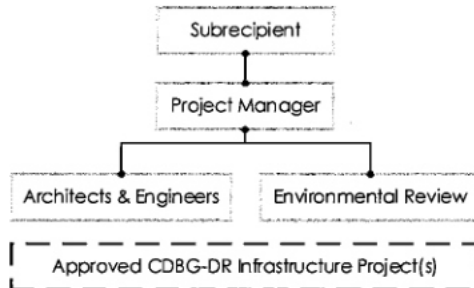 Subrecipient
Project Manager
Architects & Engineers
Environmental Review
Approved CDBG-DR Infrastructure Project(s)